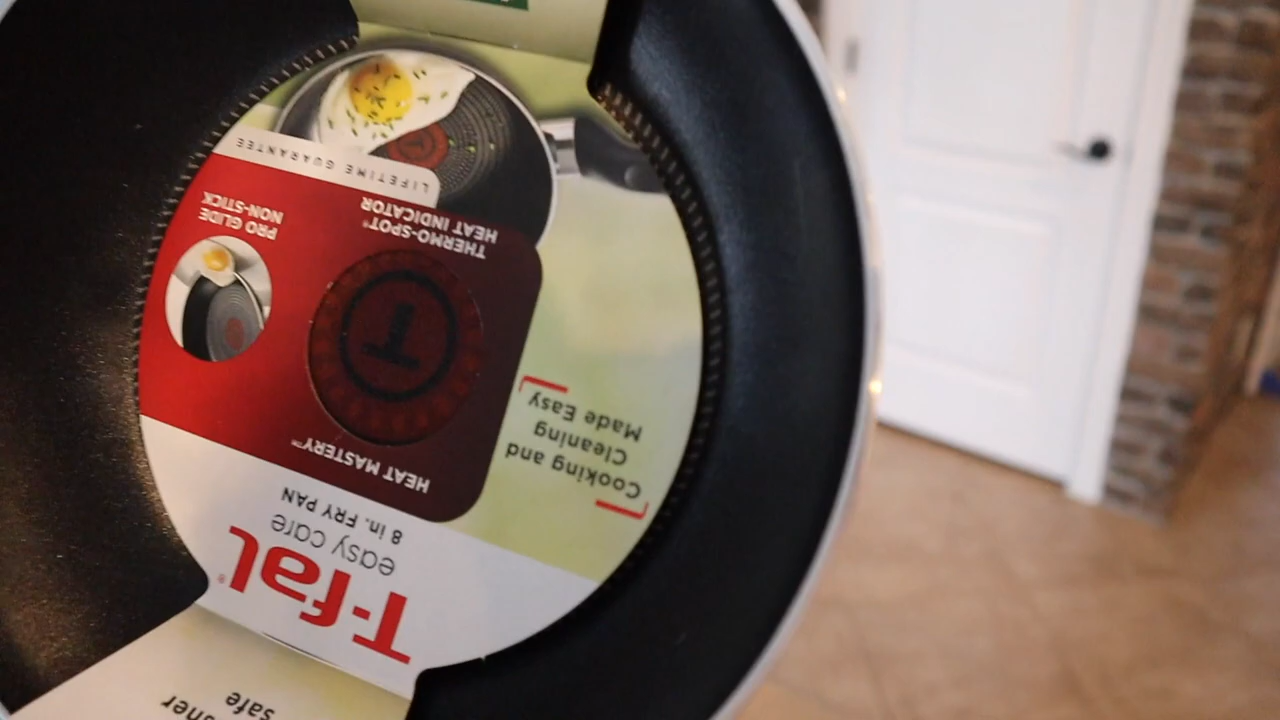 T-fal®
easy care
8 in. FRY PAN
HEAT MASTERY™
Cooking and
Cleaning
Made Easy
THERMO-SPOT®
HEAT INDICATOR
PRO GLIDE
NON-STICK
LIFETIME GUARANTEE
T
safe